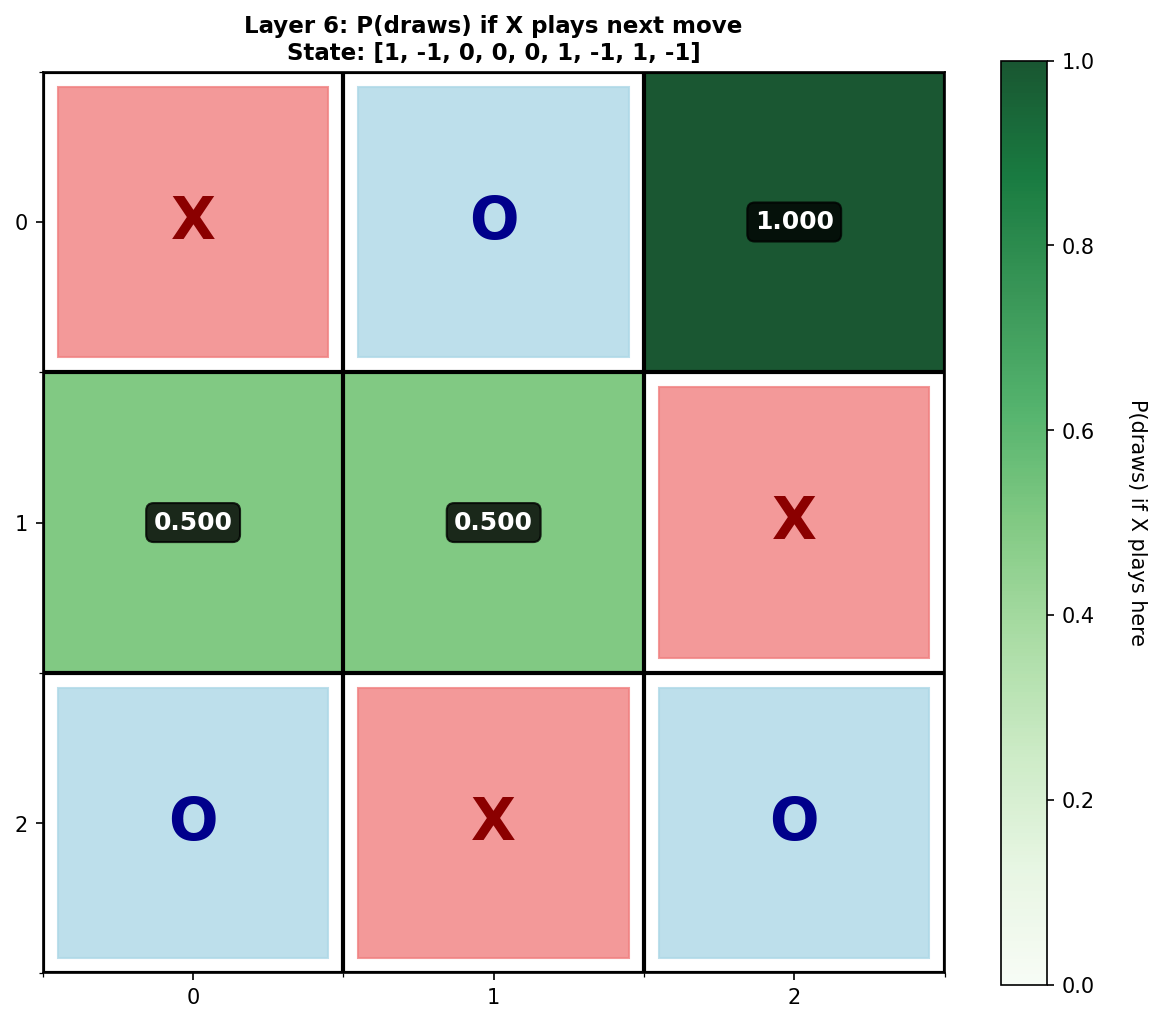 Layer 6: P(draws) if X plays next move
State: [1, -1, 0, 0, 0, 1, -1, 1, -1]
0
X
O
1.000
1
0.500
0.500
X
2
O
X
O
0
1
2
1.0
0.8
0.6
0.4
0.2
0.0
P(draws) if X plays here